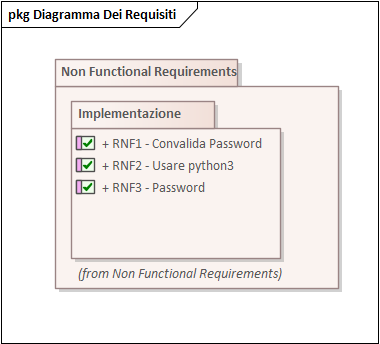 pkg Diagramma Dei Requisiti
Non Functional Requirements
Implementazione
+ RNF1 - Convalida Password
+ RNF2 - Usare python3
+ RNF3 - Password
(from Non Functional Requirements)